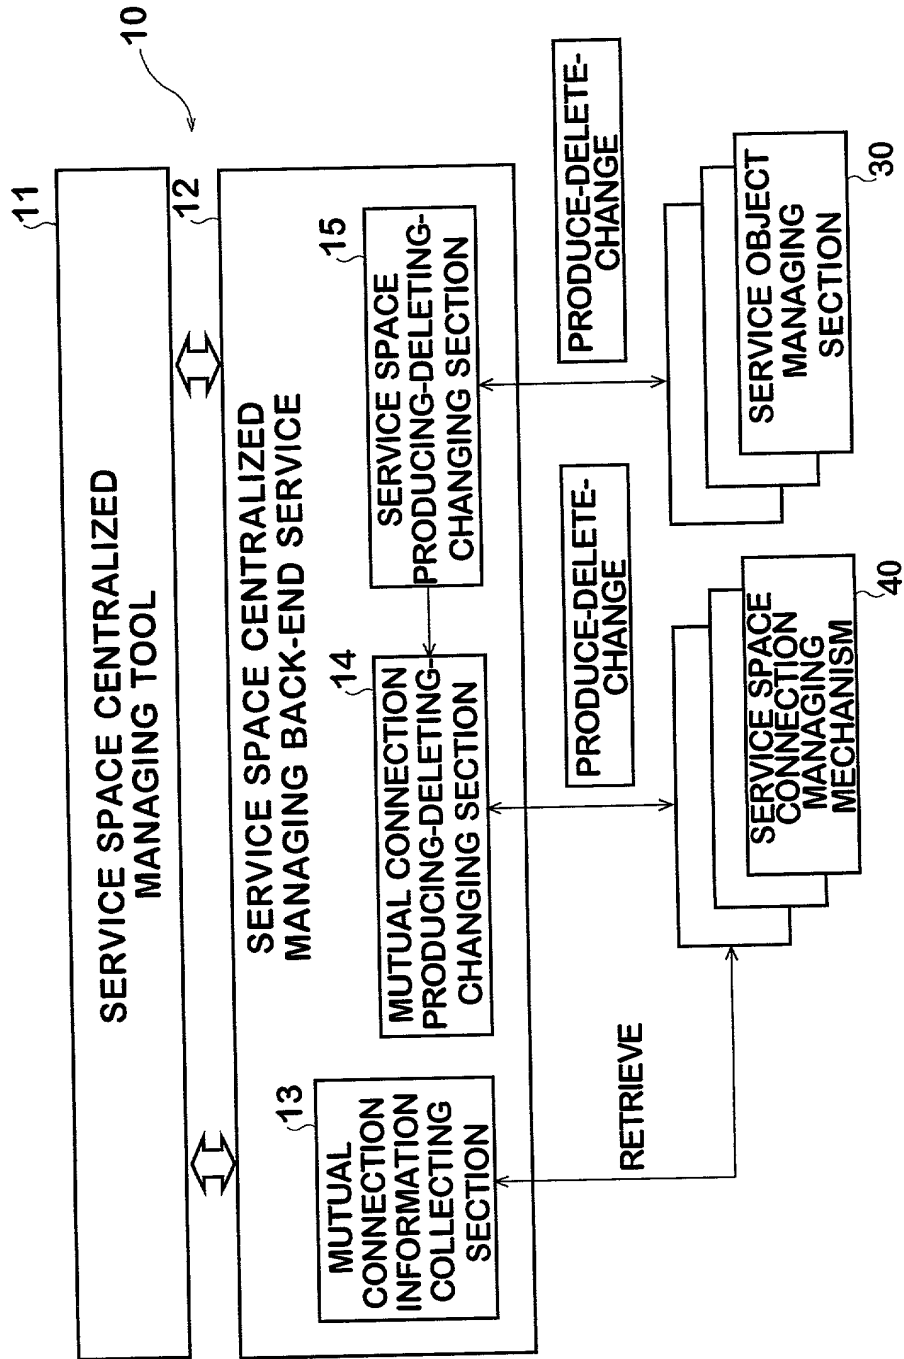 10
11
SERVICE SPACE CENTRALIZED
MANAGING TOOL
12
SERVICE SPACE CENTRALIZED
MANAGING BACK-END SERVICE
13
MUTUAL
CONNECTION
INFORMATION
COLLECTING
SECTION
14
MUTUAL CONNECTION
PRODUCING-DELETING-
CHANGING SECTION
15
SERVICE SPACE
PRODUCING-DELETING-
CHANGING SECTION
RETRIEVE
PRODUCE-DELETE-
CHANGE
PRODUCE-DELETE-
CHANGE
SERVICE SPACE
CONNECTION
MANAGING
MECHANISM
40
SERVICE OBJECT
MANAGING
SECTION
30